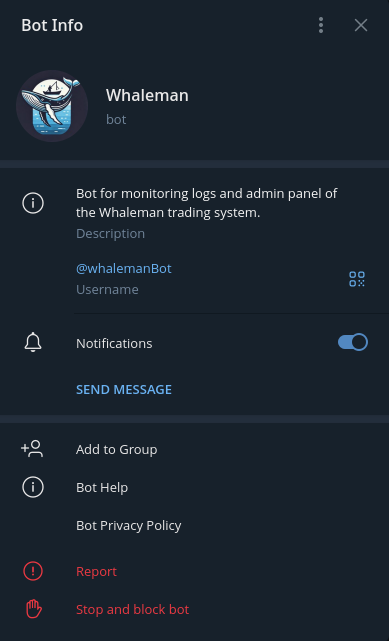 Bot Info
Whaleman
bot
Bot for monitoring logs and admin panel of
the Whaleman trading system.
Description
@whalemanBot
Username
Notifications
SEND MESSAGE
Add to Group
Bot Help
Bot Privacy Policy
Report
Stop and block bot